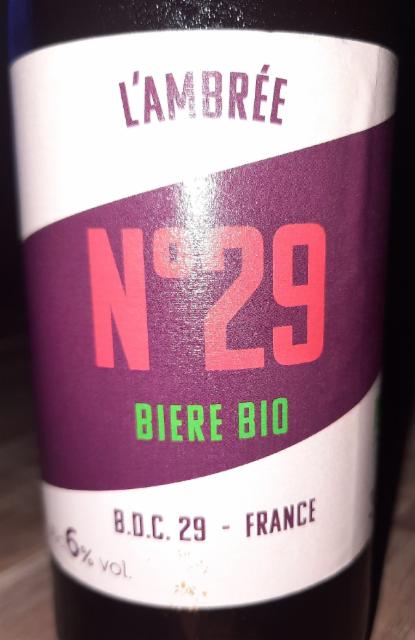 L'AMBRÉE
N°29
BIERE BIO
B.D.C. 29 - FRANCE
6% vol.